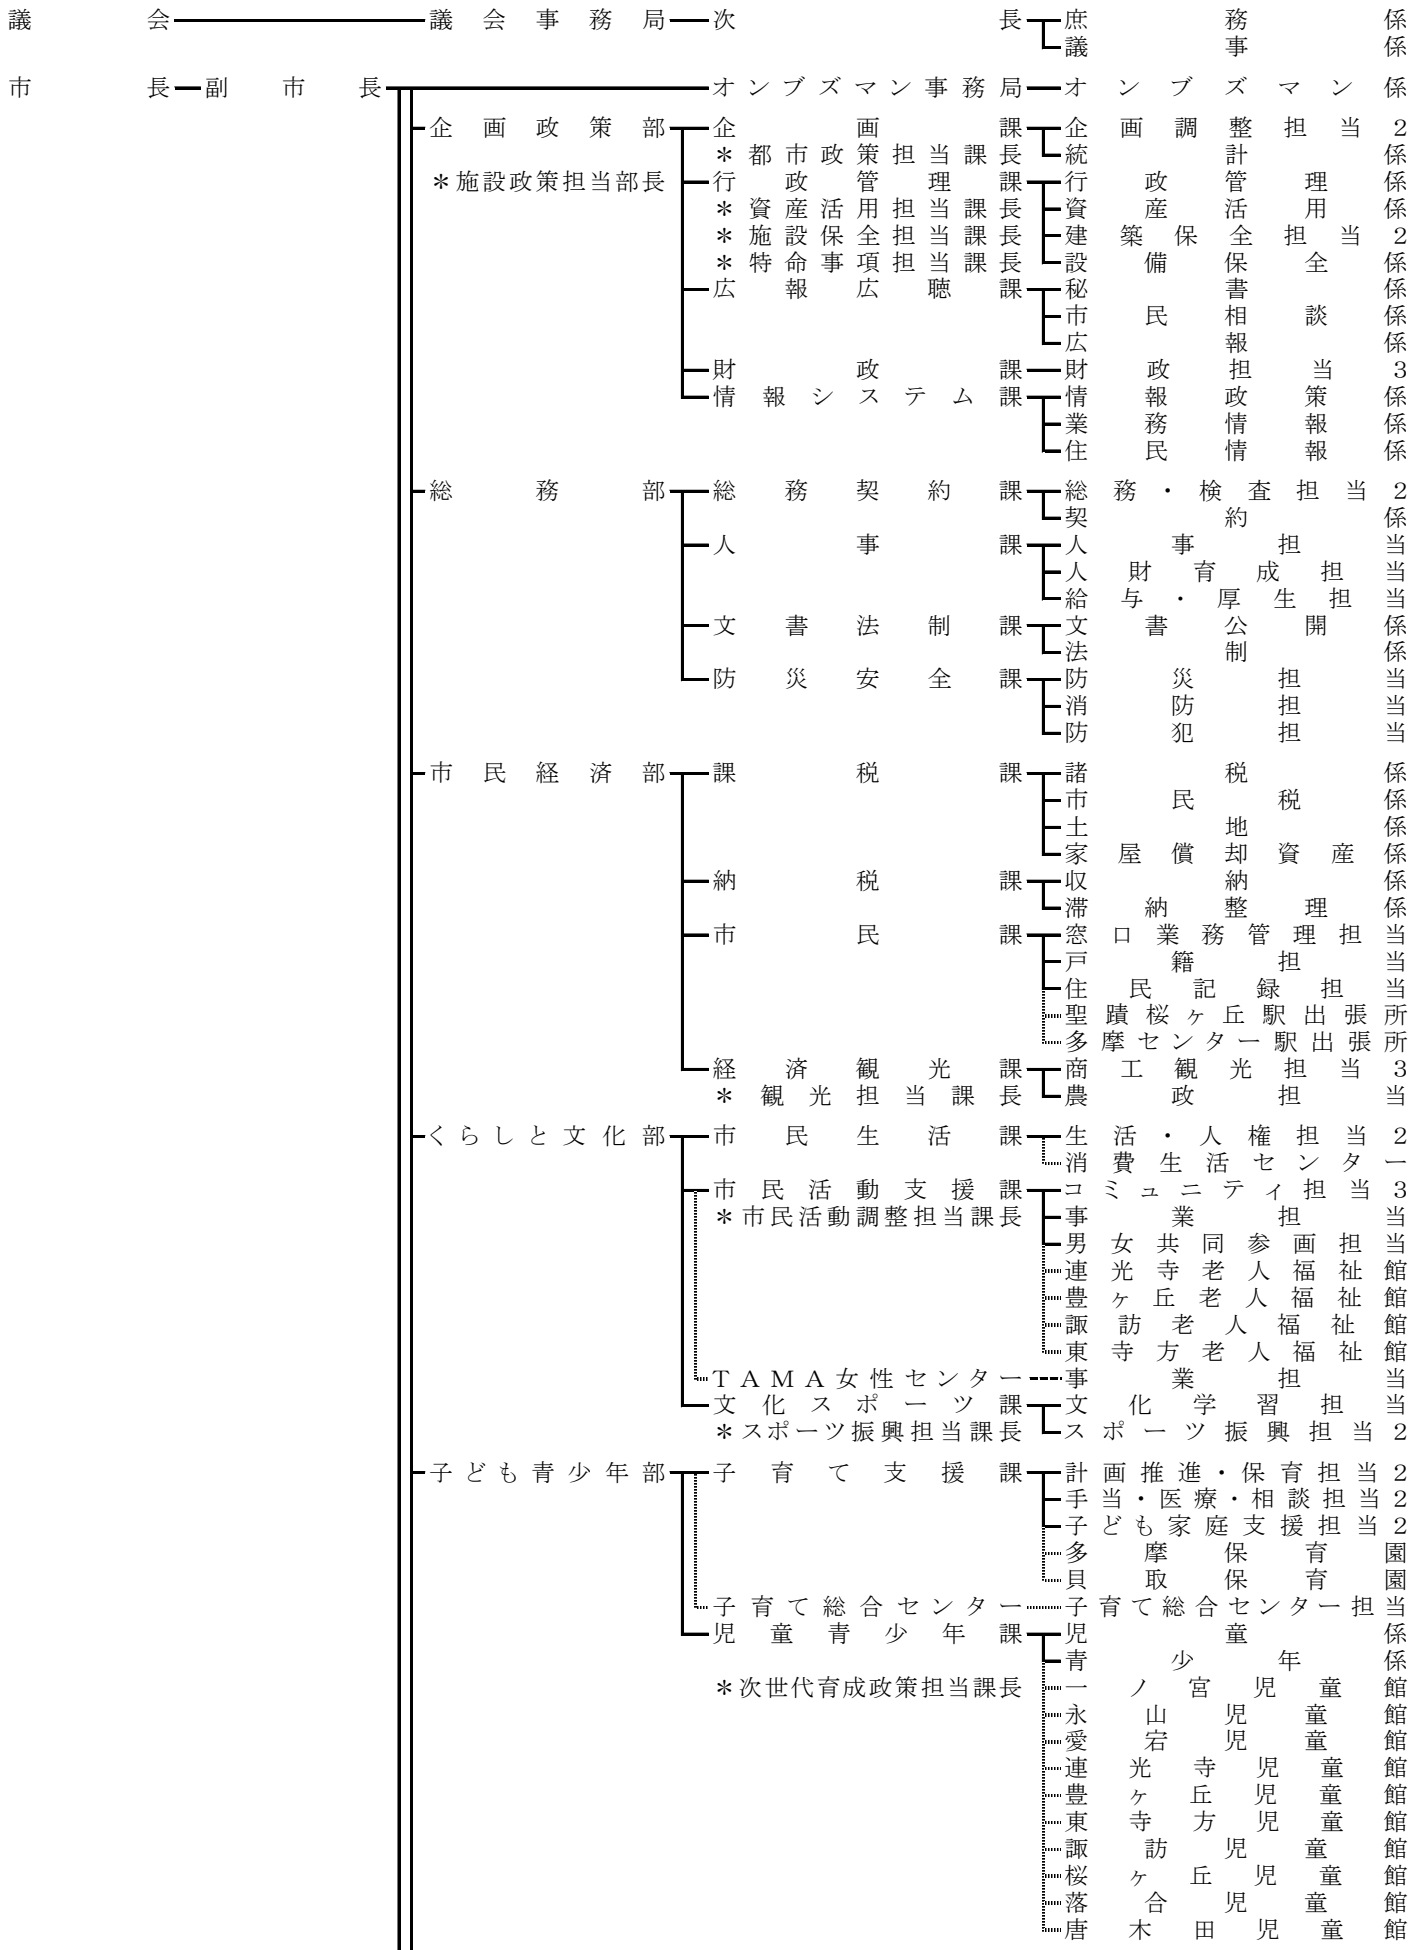 議会 議会事務局 次長 庶務係
議事係
市長 副市長 オンブズマン事務局 オンブズマン係
企画政策部 企画課 企画調整担当2
＊都市政策担当課長 統計係
＊施設政策担当部長 行政管理課 行政管理係
＊資産活用担当課長 資産活用係
＊施設保全担当課長 建築保全担当2
＊特命事項担当課長 設備保全係
広報広聴課 秘書係
市民相談係
広報係
財政課 財政担当3
情報システム課 情報政策係
業務情報係
住民情報係
総務部 総務契約課 総務・検査担当2
契約係
人事課 人事担当
人財育成担当
給与・厚生担当
文書法制課 文書公開係
法制係
防災安全課 防災担当
消防担当
防犯担当
市民経済部 課税課 諸税係
市民税係
土地係
家屋償却資産係
納税課 収納係
滞納整理係
市民課 窓口業務管理担当
戸籍担当
住民記録担当
聖蹟桜ヶ丘駅出張所
多摩センター駅出張所
経済観光課 商工観光担当3
＊観光担当課長 農政担当
くらしと文化部 市民生活課 生活・人権担当2
消費生活センター
市民活動支援課 コミュニティ担当3
＊市民活動調整担当課長 事業担当
男女共同参画担当
連光寺老人福祉館
豊ヶ丘老人福祉館
諏訪老人福祉館
東寺方老人福祉館
TAMA女性センター 事業担当
文化スポーツ課 文化学習担当
＊スポーツ振興担当課長 スポーツ振興担当2
子ども青少年部 子育て支援課 計画推進・保育担当2
手当・医療・相談担当2
子ども家庭支援担当2
多摩保育園
貝取保育園
子育て総合センター 子育て総合センター担当
児童青少年課 児童係
青少年係
＊次世代育成政策担当課長 一ノ宮児童館
永山児童館
愛宕児童館
連光寺児童館
豊ヶ丘児童館
東寺方児童館
諏訪児童館
桜ヶ丘児童館
落合児童館
唐木田児童館